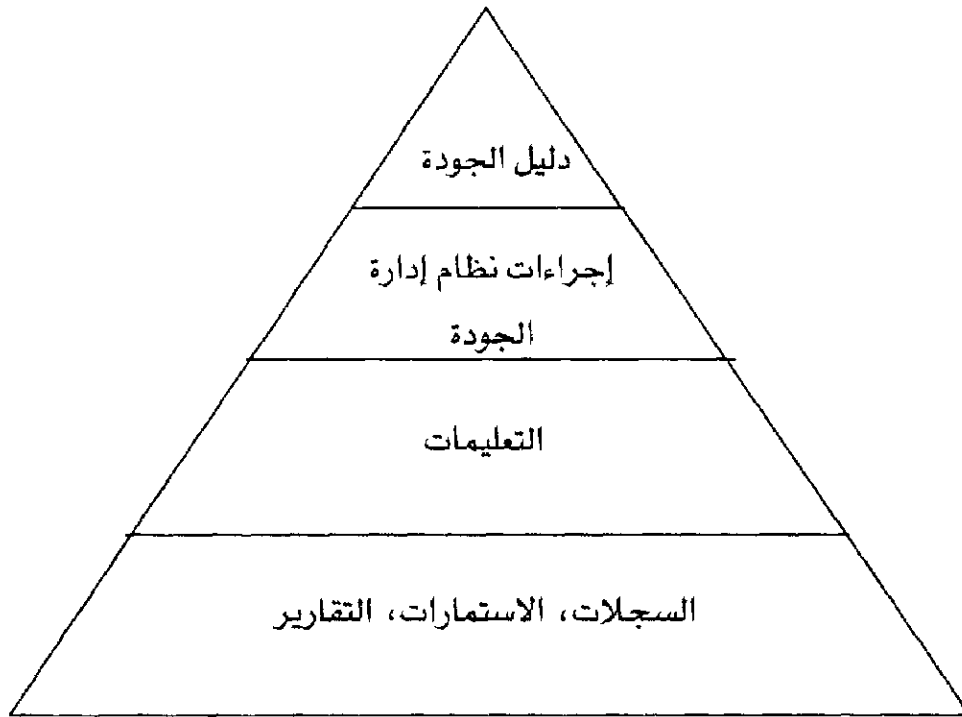 دليل الجودة
إجراءات نظام إدارة
الجودة
التعليمات
السجلات، الاستمارات، التقارير